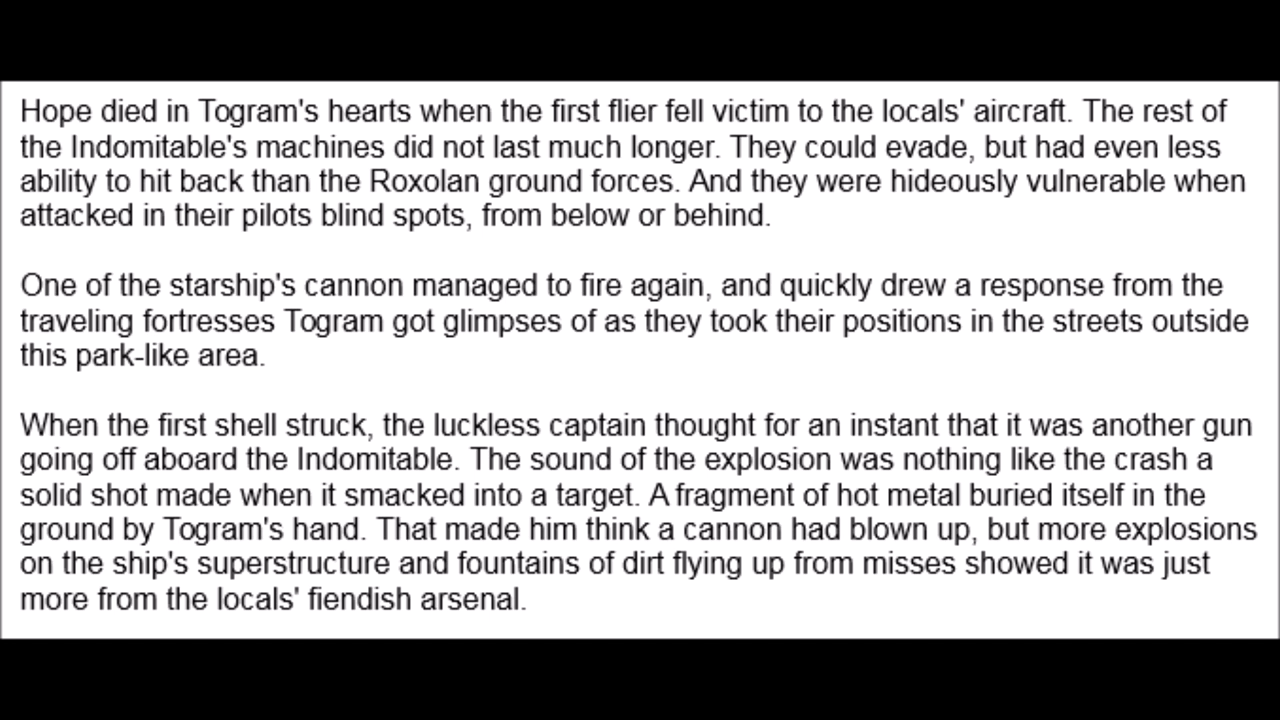 Hope died in Togram's hearts when the first flier fell victim to the locals' aircraft. The rest of
the Indomitable's machines did not last much longer. They could evade, but had even less
ability to hit back than the Roxolan ground forces. And they were hideously vulnerable when
attacked in their pilots blind spots, from below or behind.
One of the starship's cannon managed to fire again, and quickly drew a response from the
traveling fortresses Togram got glimpses of as they took their positions in the streets outside
this park-like area.
When the first shell struck, the luckless captain thought for an instant that it was another gun
going off aboard the Indomitable. The sound of the explosion was nothing like the crash a
solid shot made when it smacked into a target. A fragment of hot metal buried itself in the
ground by Togram's hand. That made him think a cannon had blown up, but more explosions
on the ship's superstructure and fountains of dirt flying up from misses showed it was just
more from the locals' fiendish arsenal.